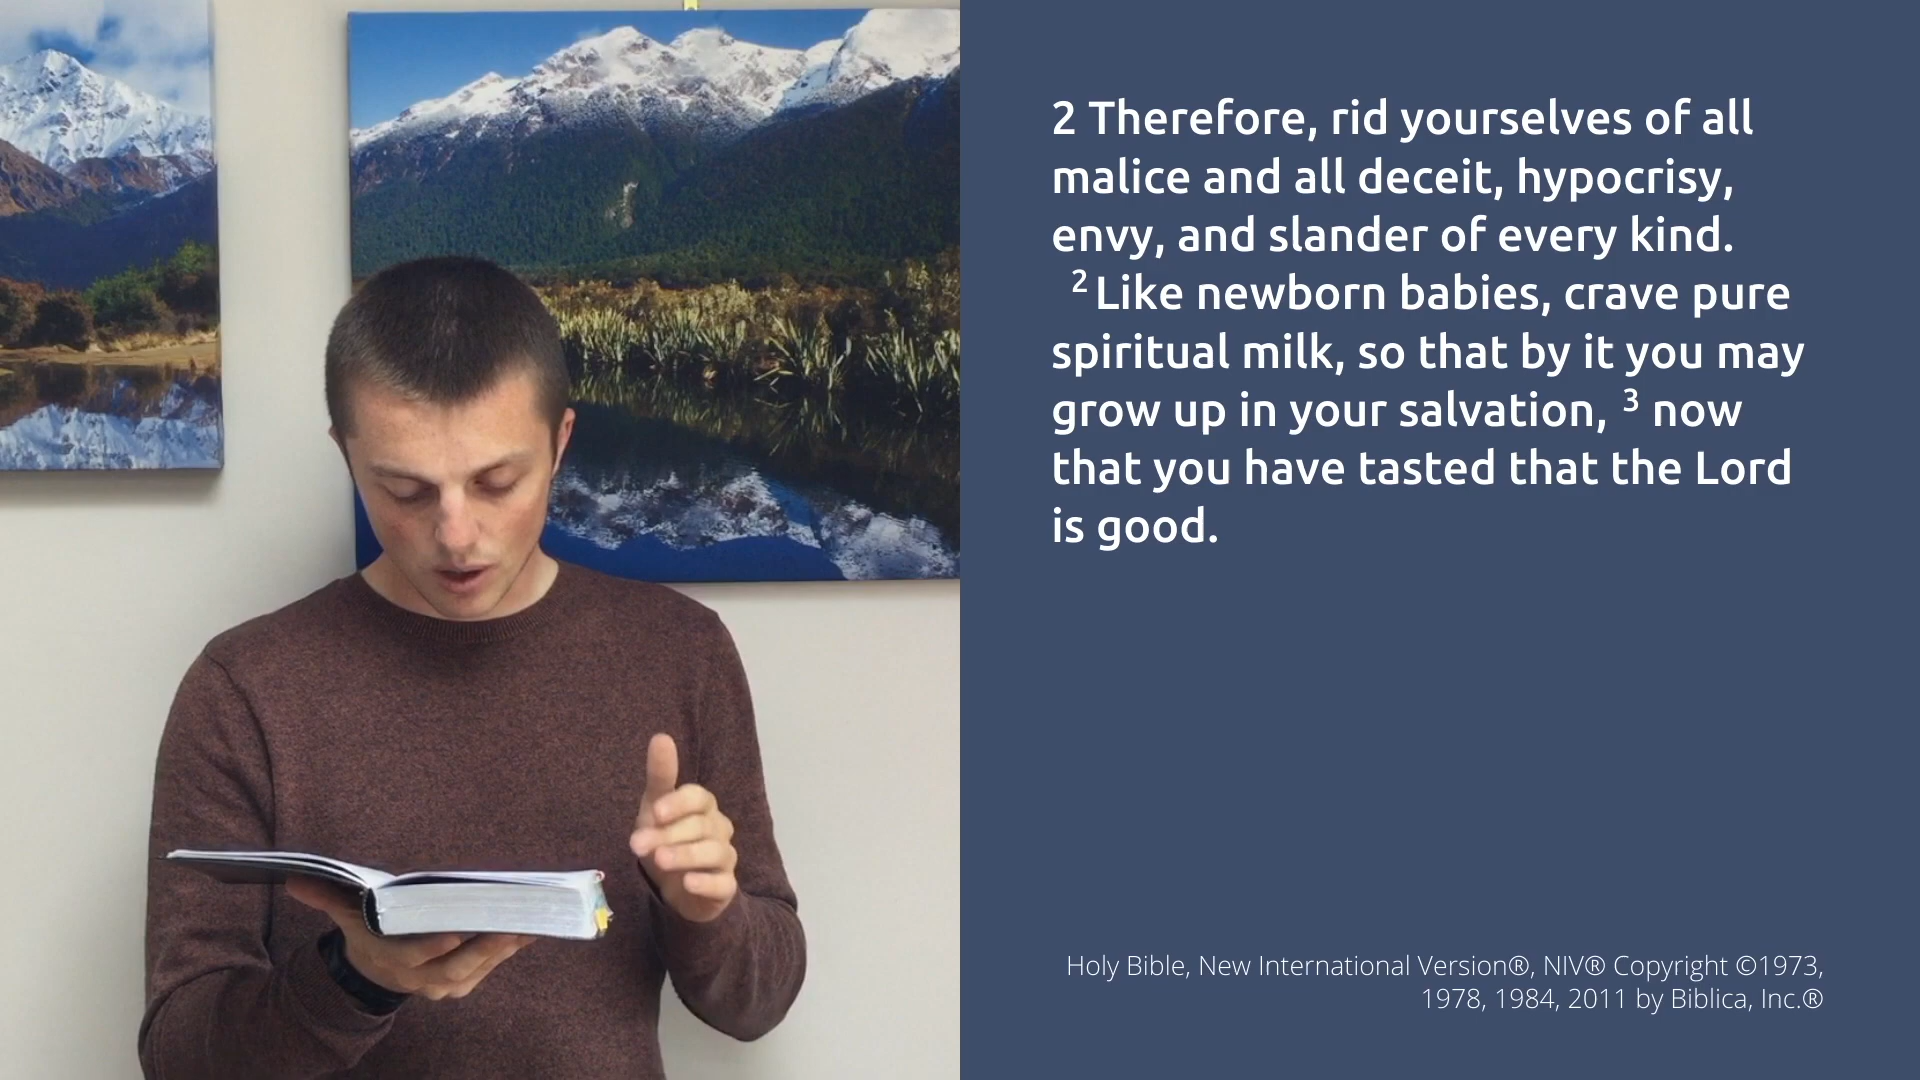 2 Therefore, rid yourselves of all
malice and all deceit, hypocrisy,
envy, and slander of every kind.
2 Like newborn babies, crave pure
spiritual milk, so that by it you may
grow up in your salvation, 3 now
that you have tasted that the Lord
is good.
Holy Bible, New International Version®, NIV® Copyright ©1973,
1978, 1984, 2011 by Biblica, Inc.®